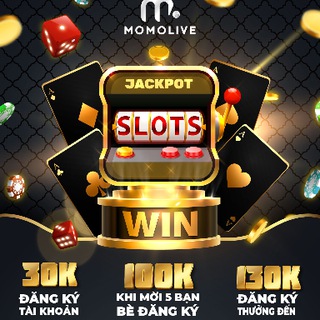 m.
MOMOLIVE
JACKPOT
SLOTS
WIN
30K
ĐĂNG KÝ
TÀI KHOẢN
100K
KHI MỜI 5 BẠN
BÈ ĐĂNG KÝ
130K
ĐĂNG KÝ
THƯỞNG ĐẾN